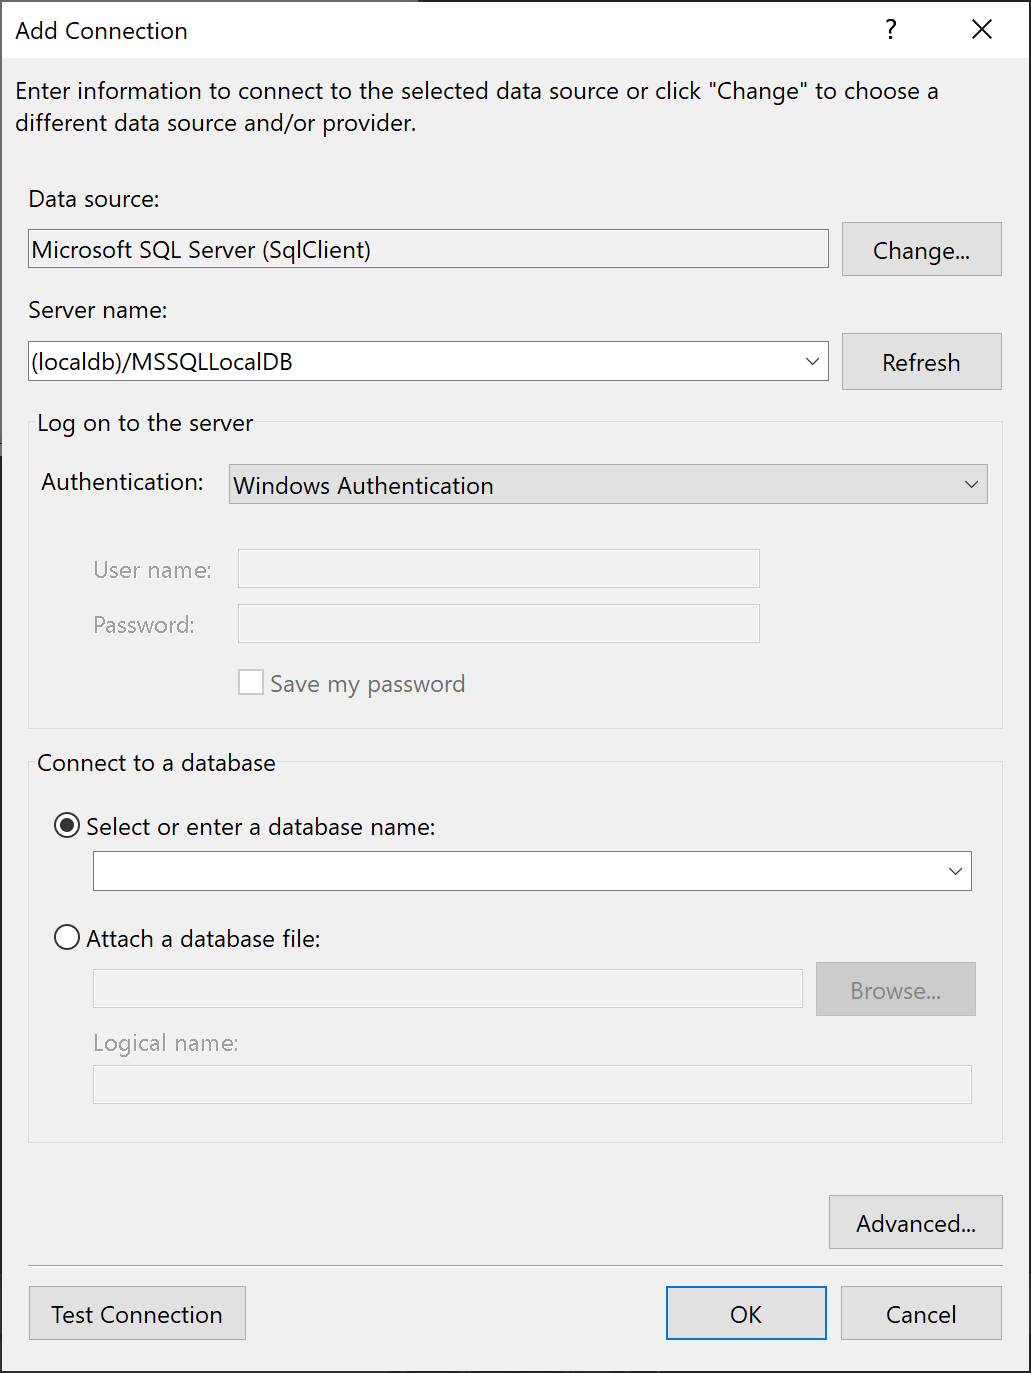 Add Connection
?
Enter information to connect to the selected data source or click "Change" to choose a
different data source and/or provider.
Data source:
Microsoft SQL Server (SqlClient)
Change...
Server name:
(localdb)/MSSQLLocalDB
Refresh
Log on to the server
Authentication:
Windows Authentication
User name:
Password:
Save my password
Connect to a database
Select or enter a database name:
Attach a database file:
Browse...
Logical name:
Advanced...
Test Connection
OK
Cancel